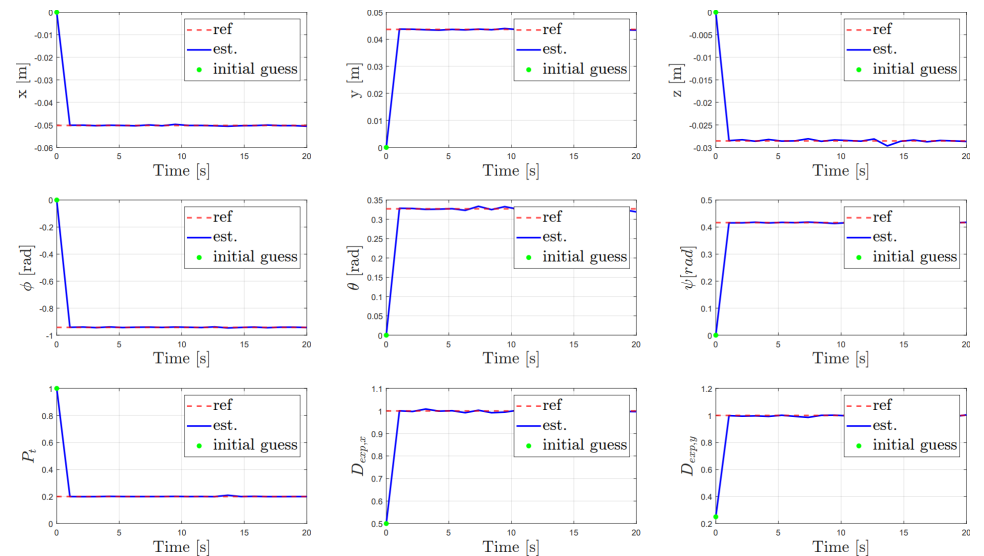 0
-0.01
-0.02
-0.03
-0.04
-0.05
-0.06
x [m]
0 5 10 15 20
Time [s]
ref
est.
initial guess
0.05
0.04
0.03
0.02
0.01
0
y [m]
0 5 10 15 20
Time [s]
ref
est.
initial guess
0
-0.005
-0.01
-0.015
-0.02
-0.025
-0.03
z [m]
0 5 10 15 20
Time [s]
ref
est.
initial guess
0
-0.2
-0.4
-0.6
-0.8
-1
ϕ [rad]
0 5 10 15 20
Time [s]
ref
est.
initial guess
0.35
0.3
0.25
0.2
0.15
0.1
0.05
0
θ [rad]
0 5 10 15 20
Time [s]
ref
est.
initial guess
0.5
0.4
0.3
0.2
0.1
0
ψ[rad]
0 5 10 15 20
Time [s]
ref
est.
initial guess
1
0.8
0.6
0.4
0.2
0
P_t
0 5 10 15 20
Time [s]
ref
est.
initial guess
1.1
1
0.9
0.8
0.7
0.6
0.5
D_{exp,x}
0 5 10 15 20
Time [s]
ref
est.
initial guess
1.2
1
0.8
0.6
0.4
0.2
D_{exp,y}
0 5 10 15 20
Time [s]
ref
est.
initial guess